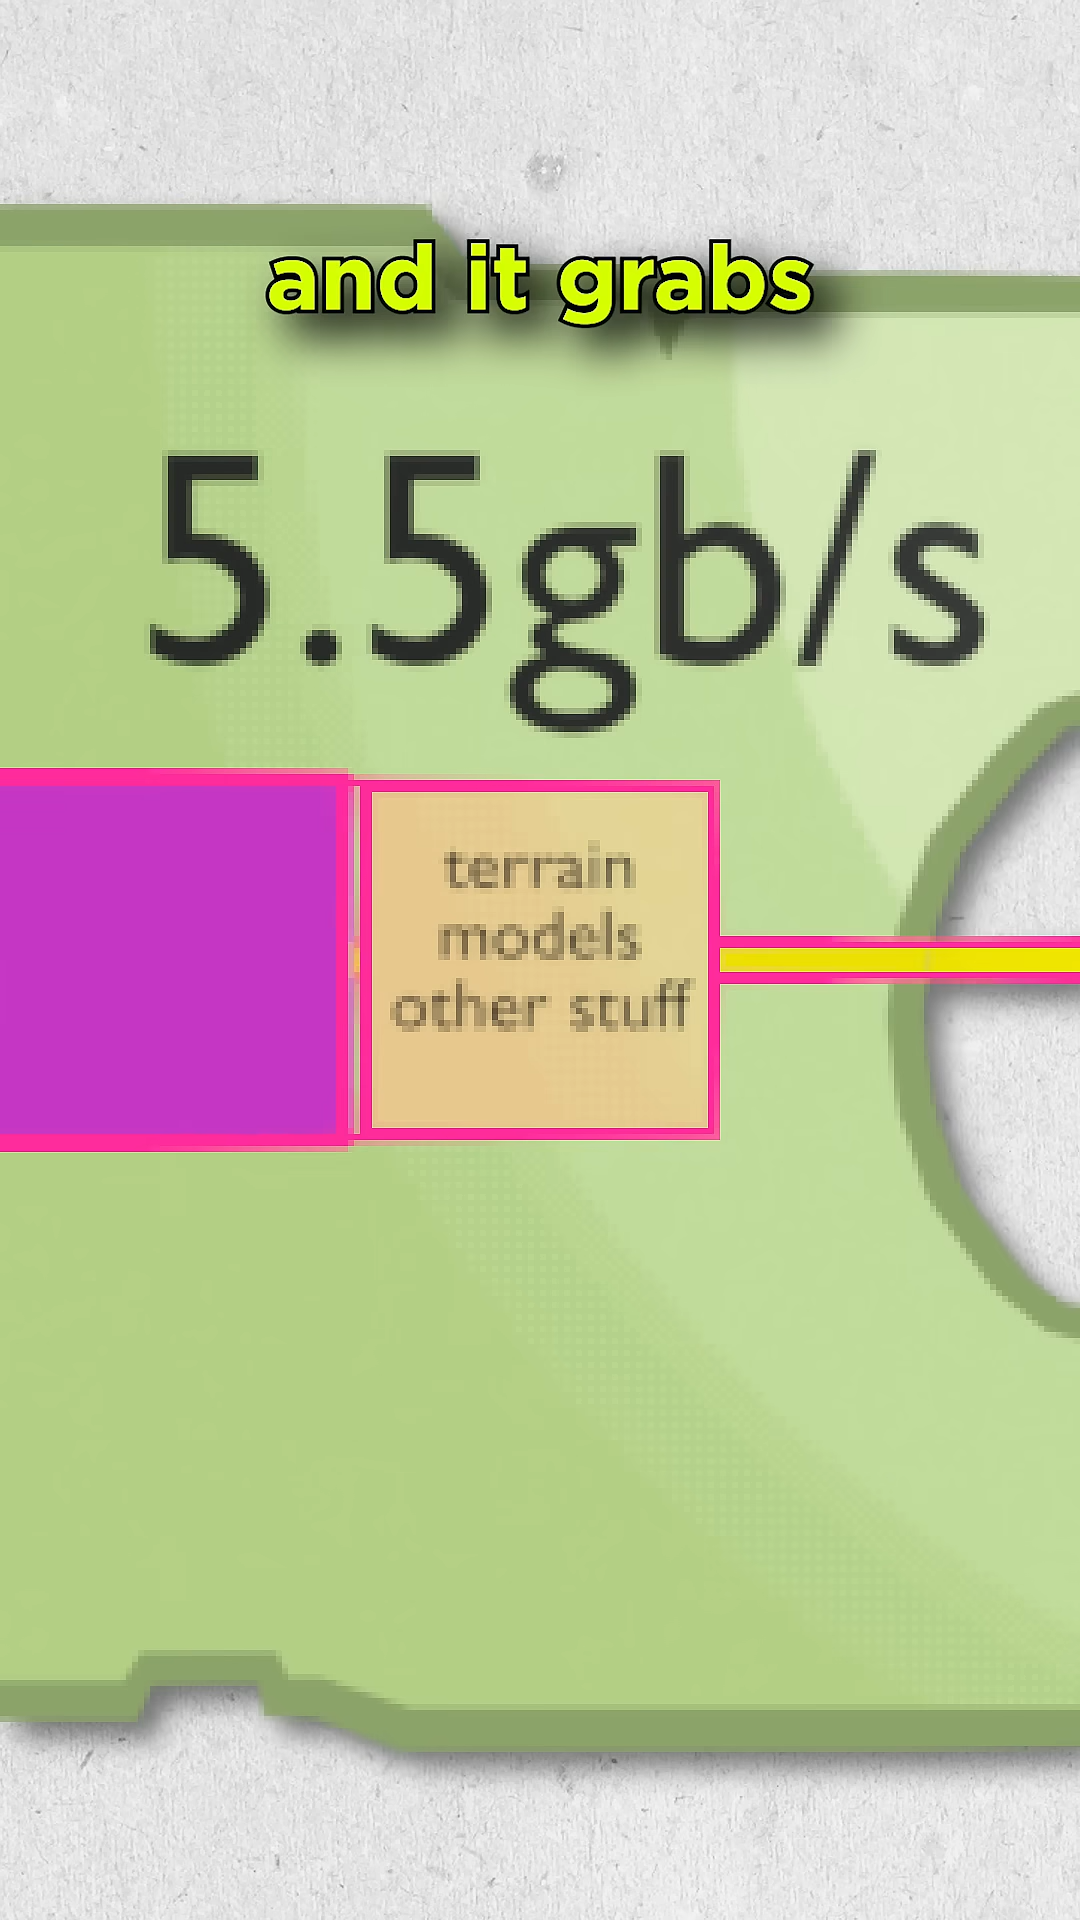 and it grabs
5.5gb/s
terrain
models
other stuff